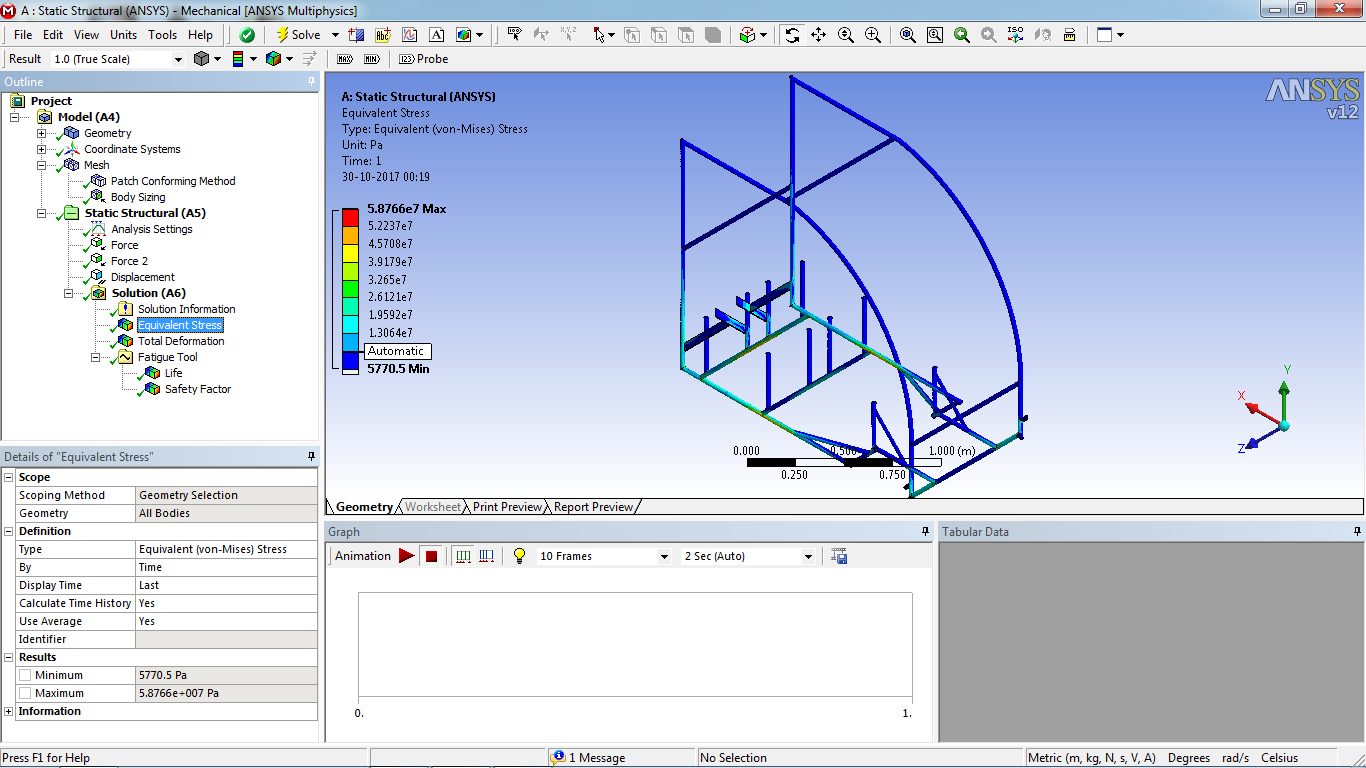 A : Static Structural (ANSYS) - Mechanical [ANSYS Multiphysics]
File Edit View Units Tools Help Solve
Result 1.0 (True Scale) MAX MIN 123 Probe
Outline
Project
Model (A4)
Geometry
Coordinate Systems
Mesh
Patch Conforming Method
Body Sizing
Static Structural (A5)
Analysis Settings
Force
Force 2
Displacement
Solution (A6)
Solution Information
Equivalent Stress
Total Deformation
Fatigue Tool
Life
Safety Factor
Details of "Equivalent Stress"
Scope
Scoping Method Geometry Selection
Geometry All Bodies
Definition
Type Equivalent (von-Mises) Stress
By Time
Display Time Last
Calculate Time History Yes
Use Average Yes
Identifier
Results
Minimum 5770.5 Pa
Maximum 5.8766e+007 Pa
Information
A: Static Structural (ANSYS)
Equivalent Stress
Type: Equivalent (von-Mises) Stress
Unit: Pa
Time: 1
30-10-2017 00:19
5.8766e7 Max
5.2237e7
4.5708e7
3.9179e7
3.265e7
2.6121e7
1.9592e7
1.3064e7
Automatic
5770.5 Min
ANSYS
v12
Y
X
Z
0.000 0.500 1.000 (m)
0.250 0.750
Geometry Worksheet Print Preview Report Preview
Graph
Animation 10 Frames 2 Sec (Auto)
0. 1.
Tabular Data
Press F1 for Help 1 Message No Selection Metric (m, kg, N, s, V, A) Degrees rad/s Celsius